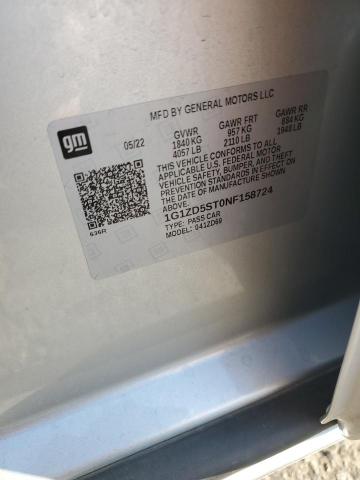 MFD BY GENERAL MOTORS LLC
gm
05/22 GVWR GAWR FRT GAWR RR
1840 KG 957 KG 884 KG
4057 LB 2110 LB 1948 LB
THIS VEHICLE CONFORMS TO ALL
APPLICABLE U.S. FEDERAL MOTOR
VEHICLE SAFETY, BUMPER, AND THEFT
PREVENTION STANDARDS IN EFFECT
ON THE DATE OF MANUFACTURE SHOWN
ABOVE.
1G1ZD5ST0NF158724
TYPE: PASS CAR
MODEL: 041ZD69
636R